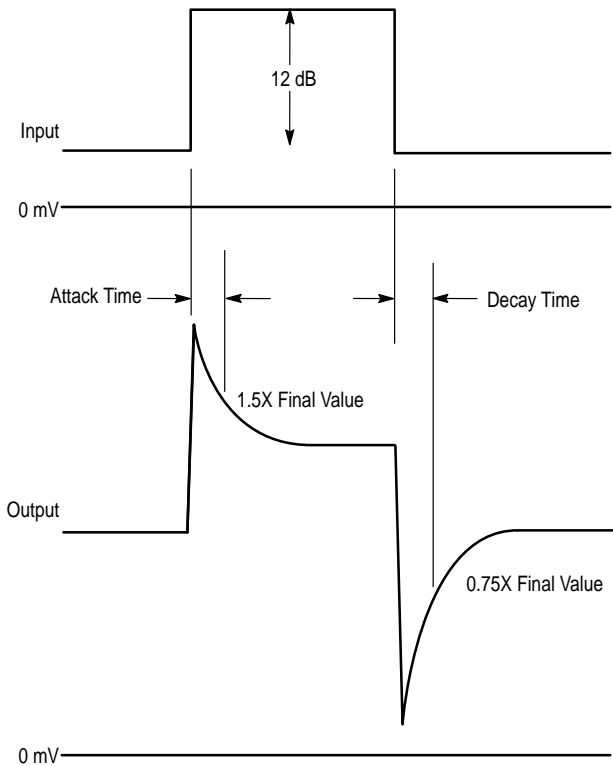 12 dB
Input
0 mV
Attack Time
Decay Time
1.5X Final Value
Output
0.75X Final Value
0 mV